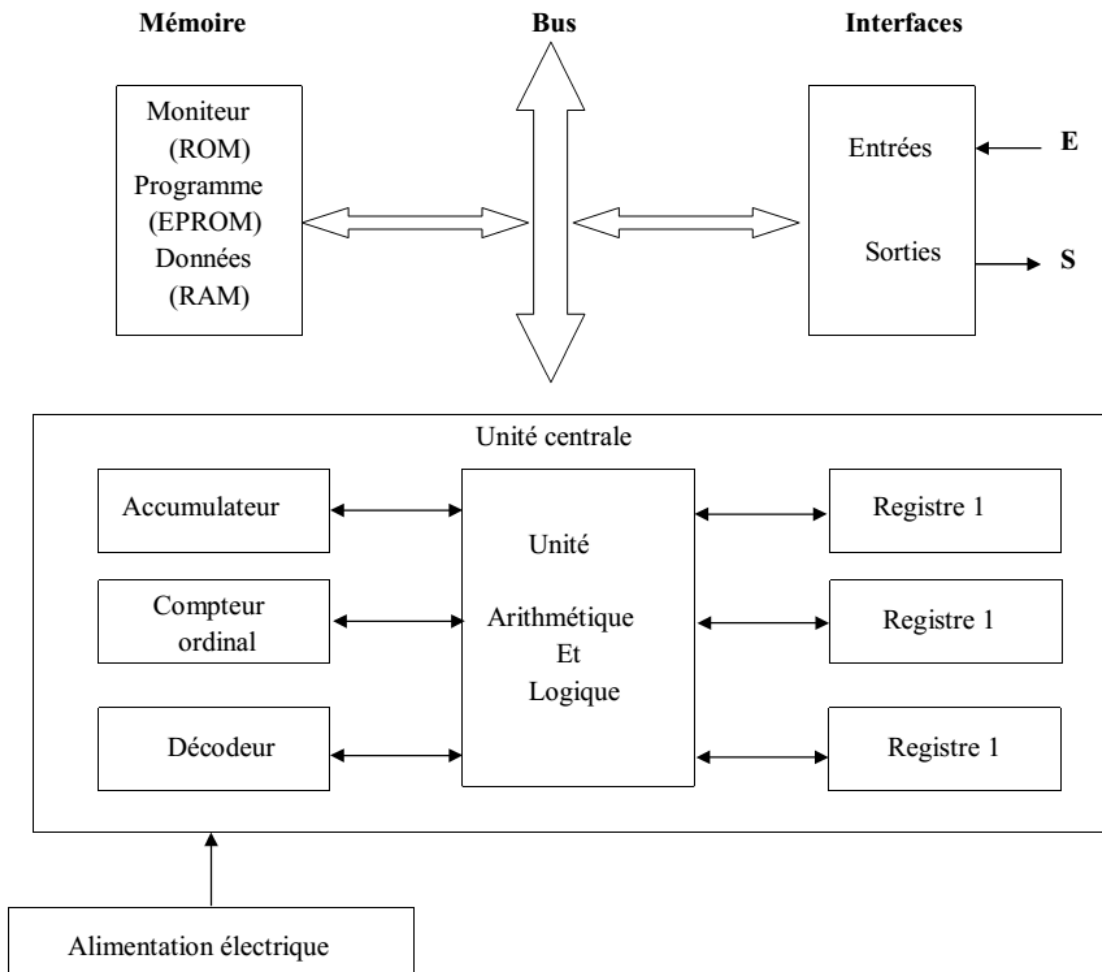 Mémoire
Bus
Interfaces
Moniteur
(ROM)
Programme
(EPROM)
Données
(RAM)
Entrées
E
Sorties
S
Unité centrale
Accumulateur
Compteur
ordinal
Décodeur
Unité
Arithmétique
Et
Logique
Registre 1
Registre 1
Registre 1
Alimentation électrique